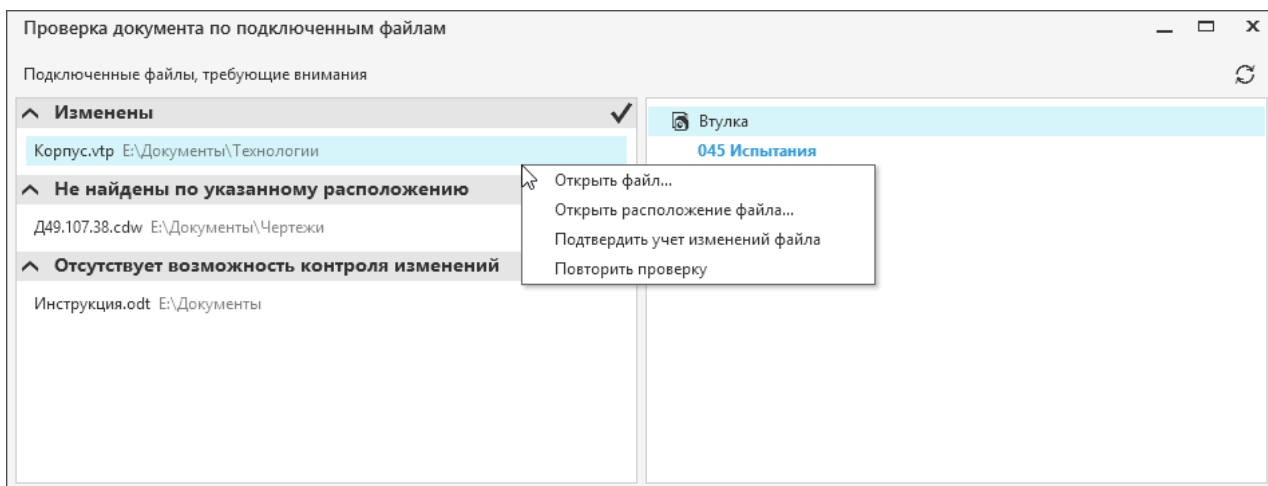 Проверка документа по подключенным файлам
Подключенные файлы, требующие внимания
Изменены
Корпус.vtp E:\Документы\Технологии
Не найдены по указанному расположению
Д49.107.38.cdw E:\Документы\Чертежи
Отсутствует возможность контроля изменений
Инструкция.odt E:\Документы
Втулка
045 Испытания
Открыть файл...
Открыть расположение файла...
Подтвердить учет изменений файла
Повторить проверку